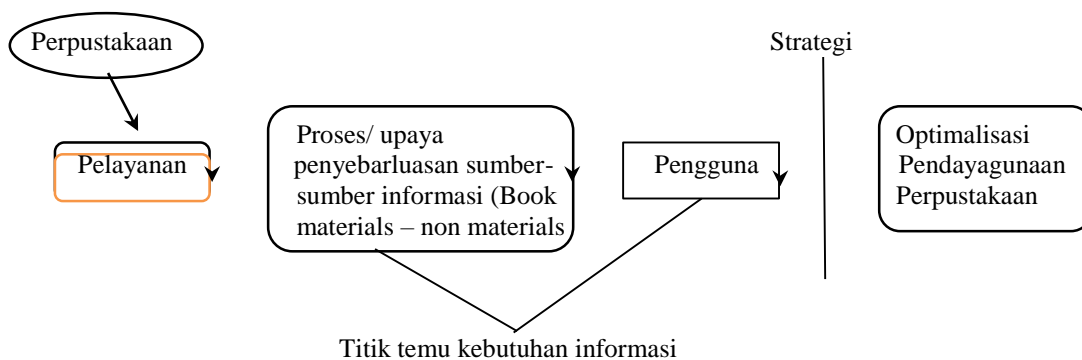 Perpustakaan
Strategi
Pelayanan
Proses/ upaya
penyebarluasan sumber-
sumber informasi (Book
materials – non materials
Pengguna
Optimalisasi
Pendayagunaan
Perpustakaan
Titik temu kebutuhan informasi